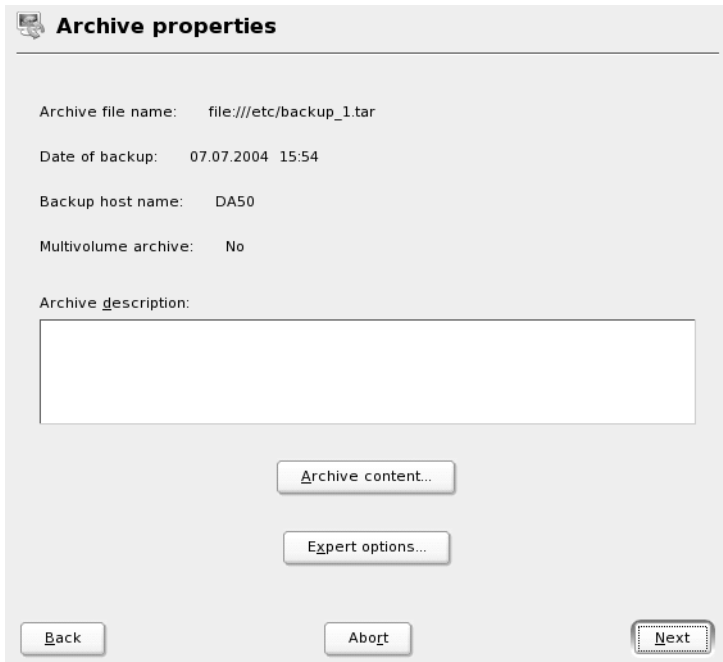 Archive properties
Archive file name: file:///etc/backup_1.tar
Date of backup: 07.07.2004 15:54
Backup host name: DA50
Multivolume archive: No
Archive description:
Archive content...
Expert options...
Back Abort Next